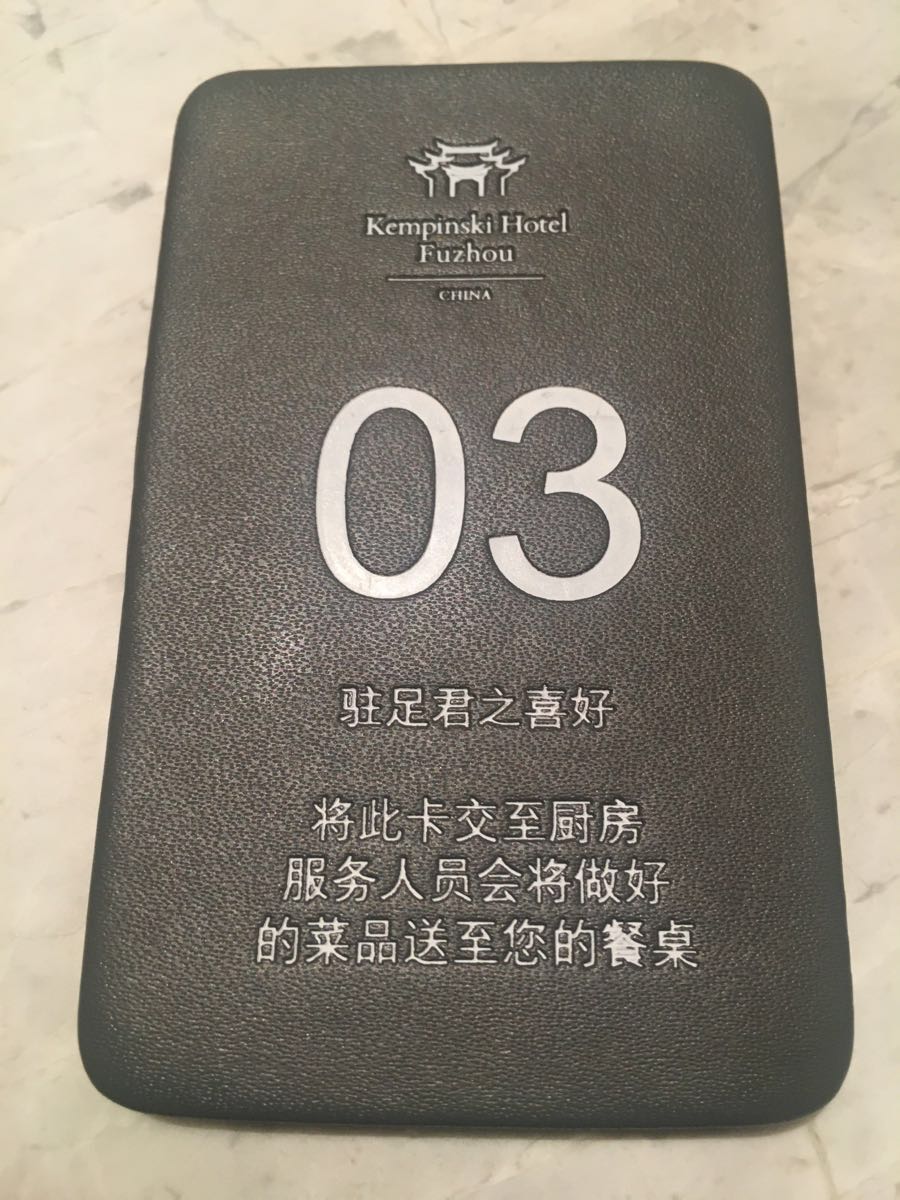 Kempinski Hotel
Fuzhou
CHINA
03
驻足君之喜好
将此卡交至厨房
服务人员会将做好
的菜品送至您的餐桌